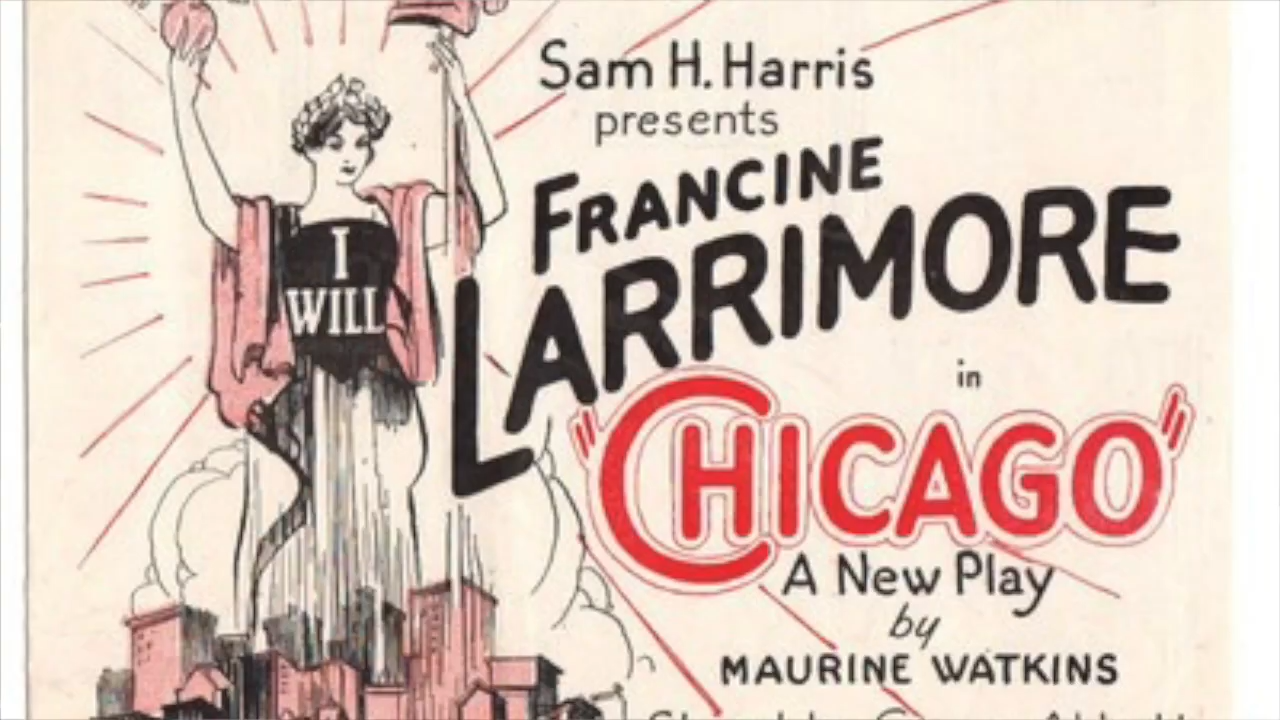 Sam H. Harris
presents
FRANCINE
LARRIMORE
in
"CHICAGO"
A New Play
by
MAURINE WATKINS
I
WILL